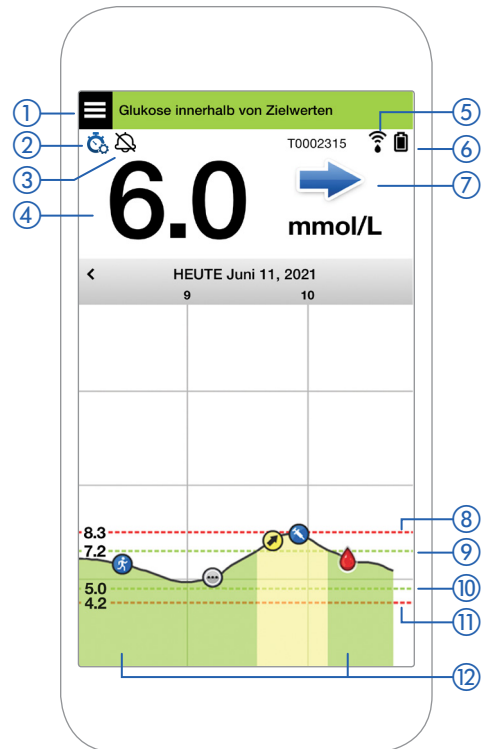 Glukose innerhalb von Zielwerten
① ② ③ ④
T0002315
⑤ ⑥ ⑦
6.0
mmol/L
HEUTE Juni 11, 2021
9 10
8.3 ⑧
7.2 ⑨
5.0 ⑩
4.2 ⑪
⑫